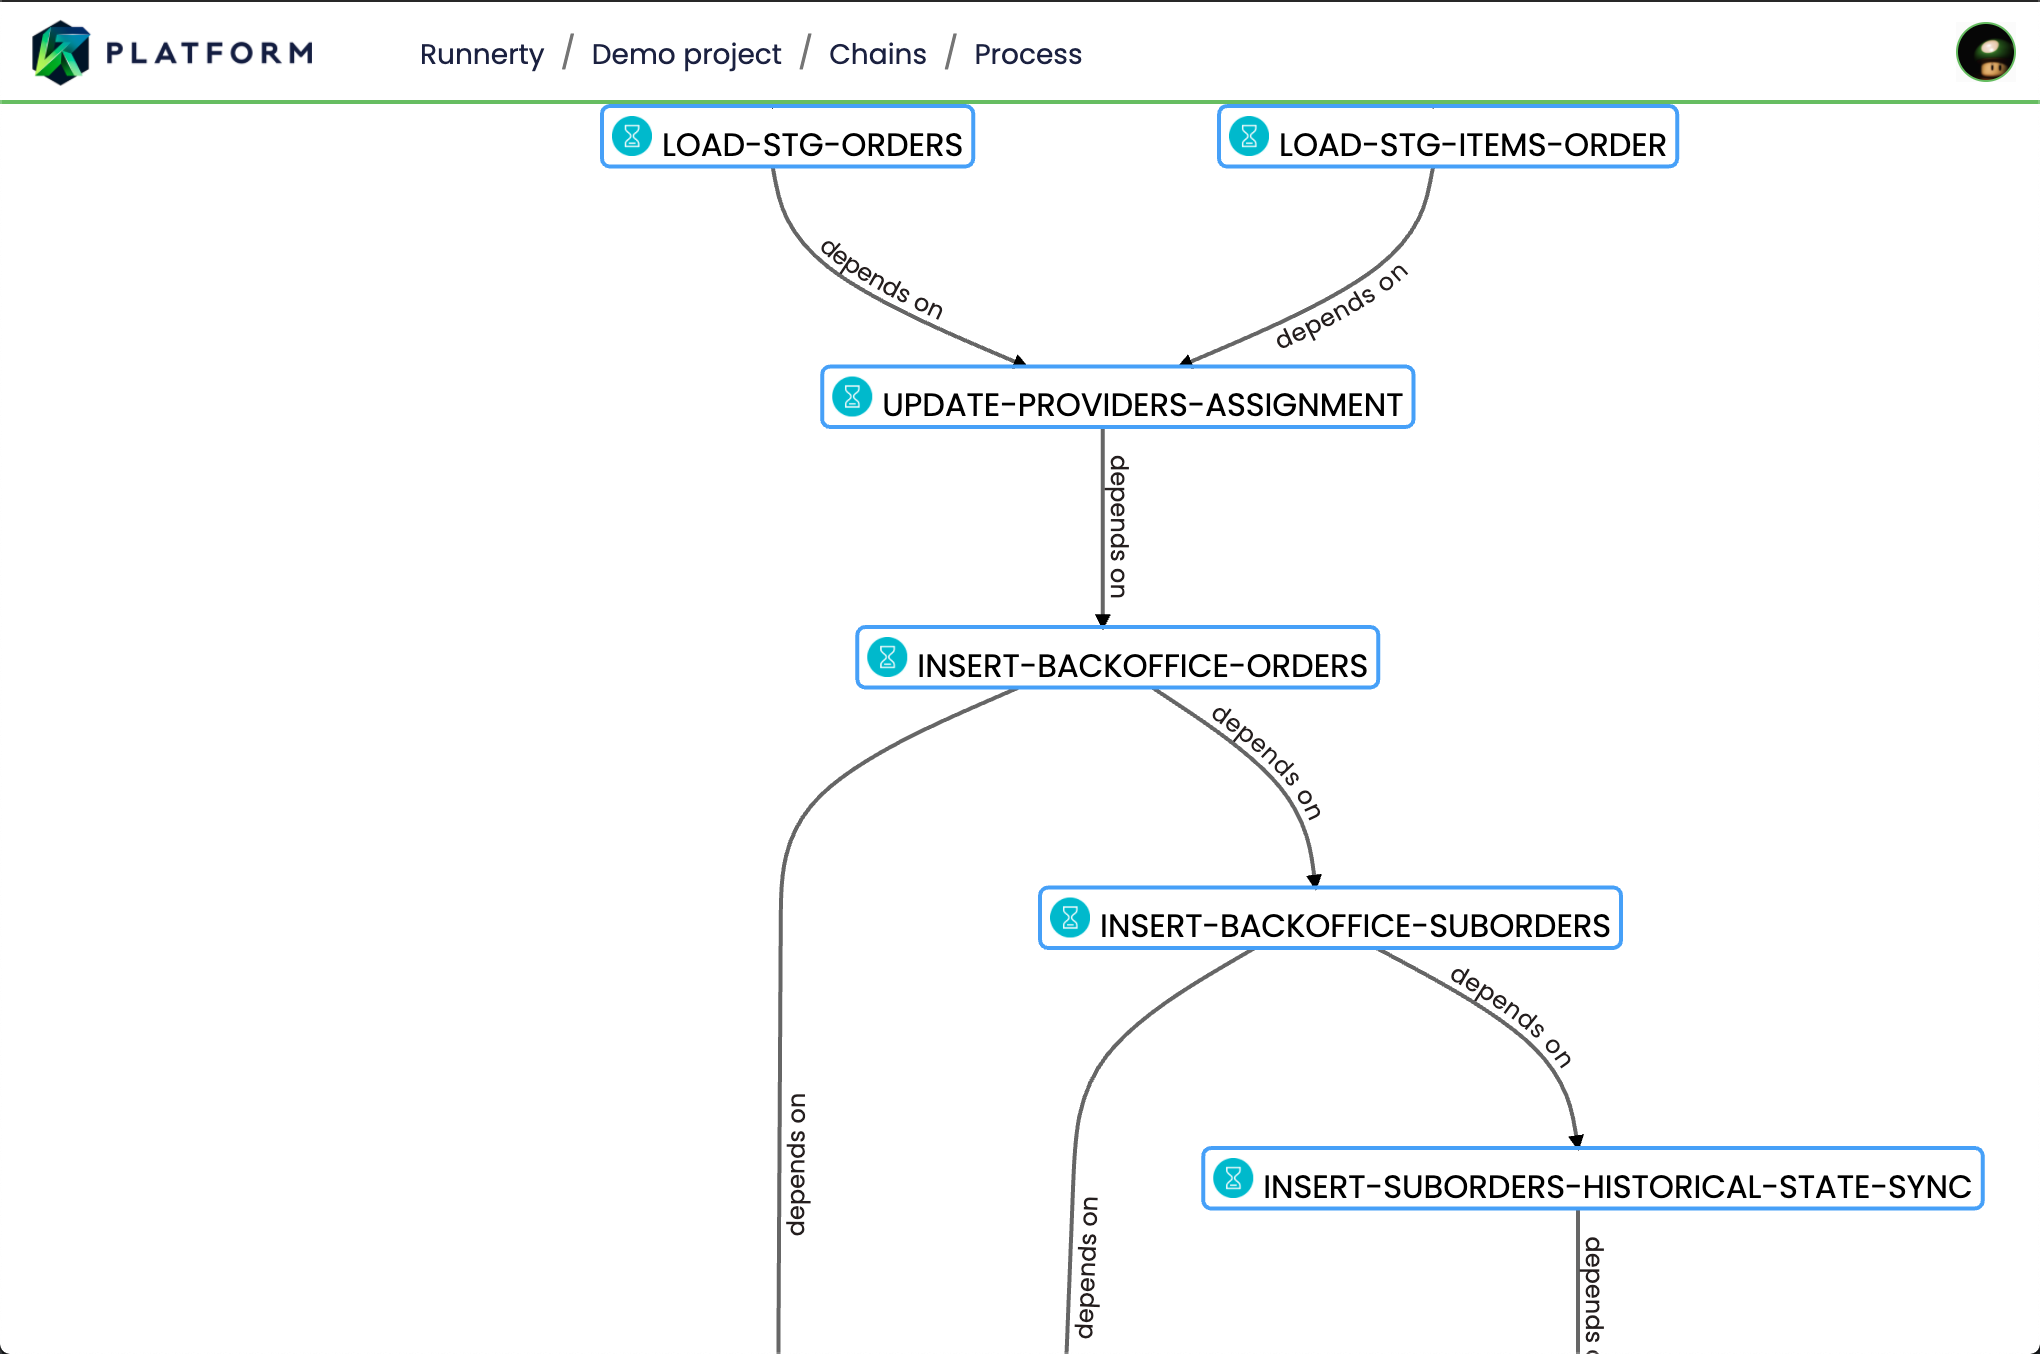 PLATFORM
Runnerty / Demo project / Chains / Process
LOAD-STG-ORDERS
LOAD-STG-ITEMS-ORDER
depends on
depends on
UPDATE-PROVIDERS-ASSIGNMENT
depends on
INSERT-BACKOFFICE-ORDERS
depends on
INSERT-BACKOFFICE-SUBORDERS
depends on
depends on
INSERT-SUBORDERS-HISTORICAL-STATE-SYNC
depends on
depends